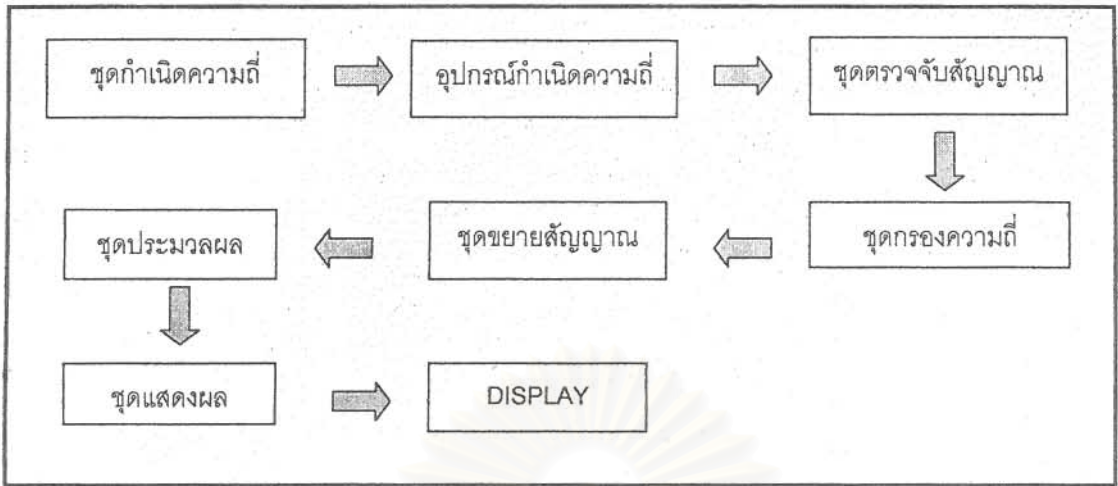 ชุดกำเนิดความถี่
อุปกรณ์กำเนิดความถี่
ชุดตรวจจับสัญญาณ
ชุดกรองความถี่
ชุดขยายสัญญาณ
ชุดประมวลผล
ชุดแสดงผล
DISPLAY